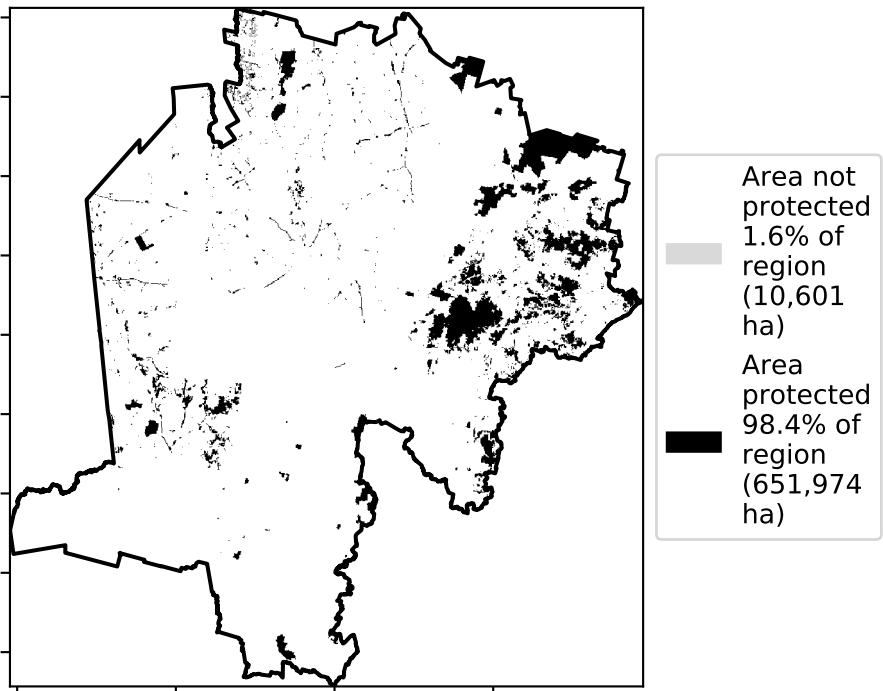 Area not
protected
1.6% of
region
(10,601
ha)
Area
protected
98.4% of
region
(651,974
ha)